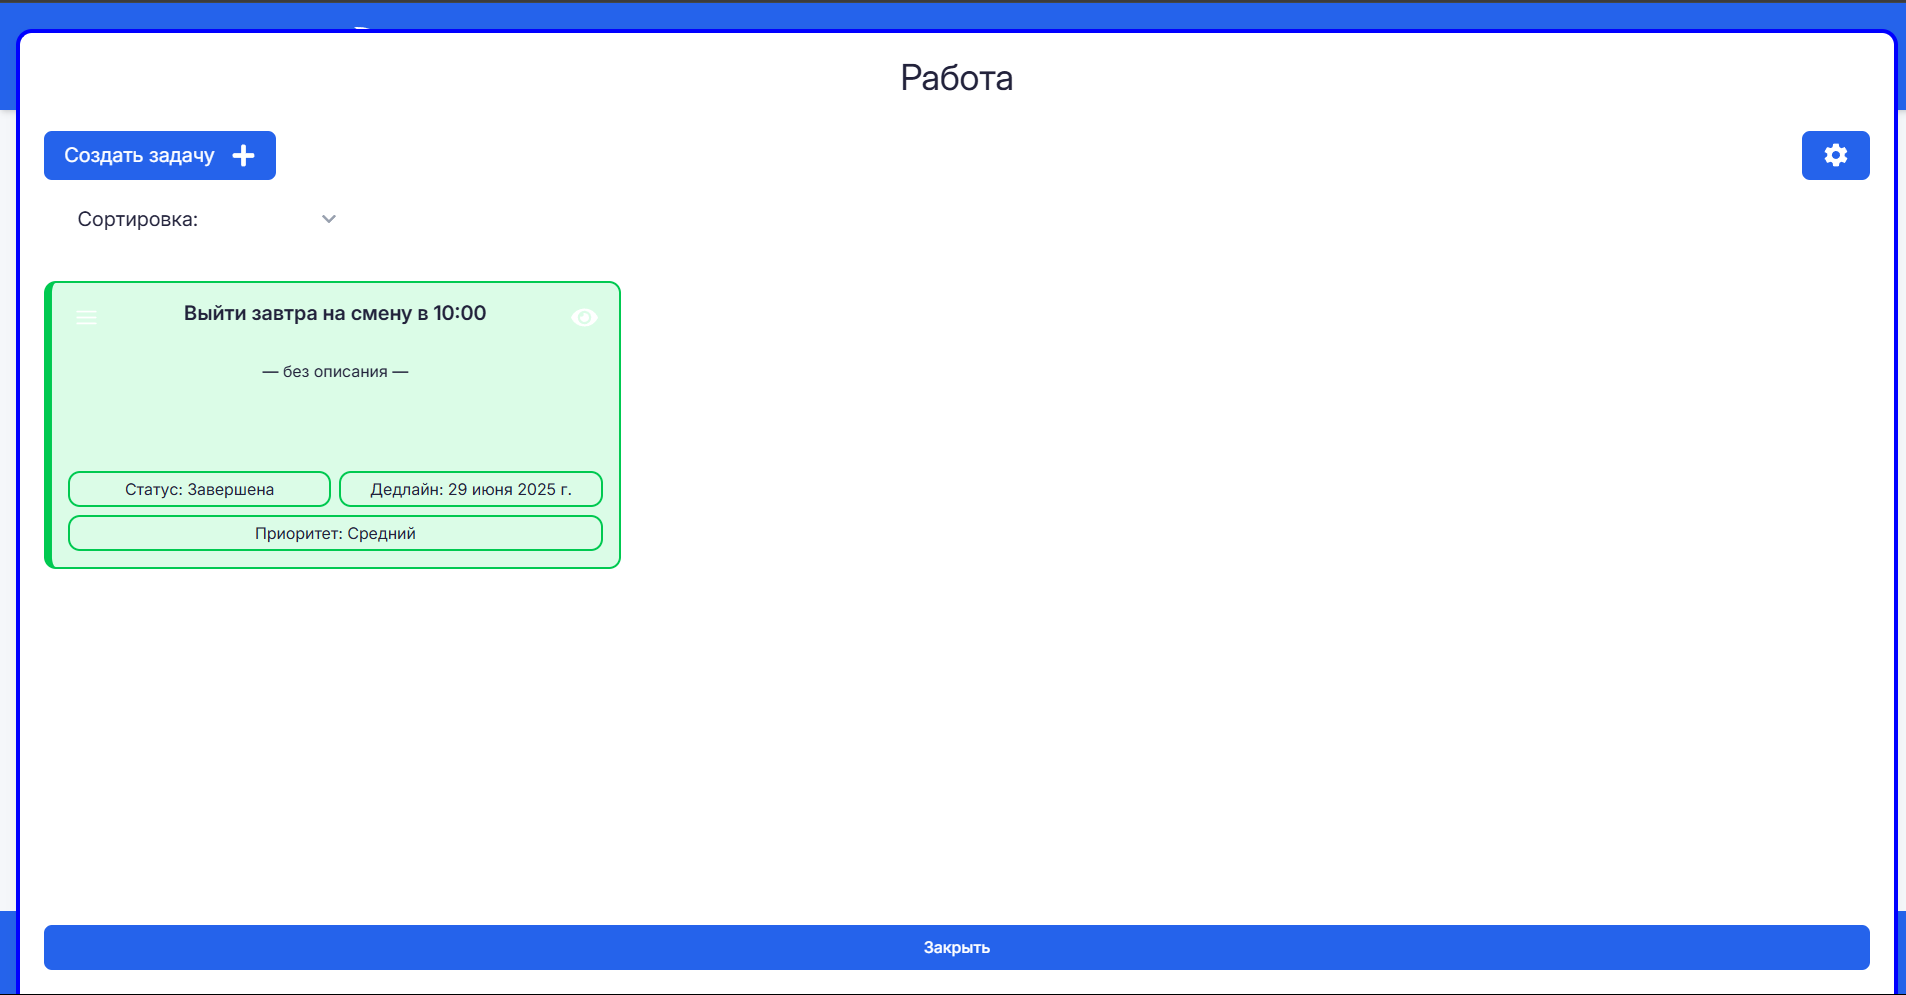 Работа
Создать задачу
Сортировка:
Выйти завтра на смену в 10:00
— без описания —
Статус: Завершена
Дедлайн: 29 июня 2025 г.
Приоритет: Средний
Закрыть